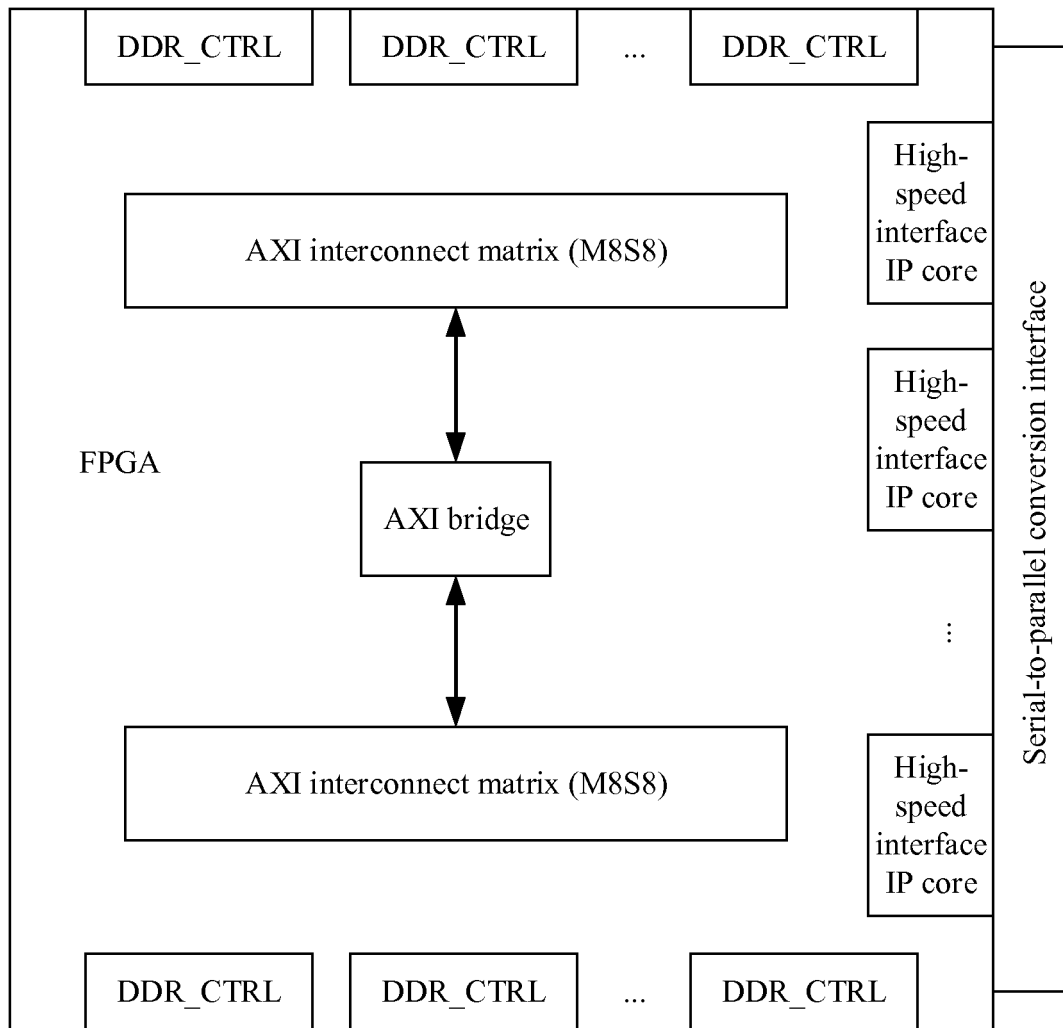 DDR_CTRL DDR_CTRL ... DDR_CTRL
High-
speed
interface
IP core
AXI interconnect matrix (M8S8)
High-
speed
interface
IP core
FPGA
AXI bridge
...
Serial-to-parallel conversion interface
AXI interconnect matrix (M8S8)
High-
speed
interface
IP core
DDR_CTRL DDR_CTRL ... DDR_CTRL